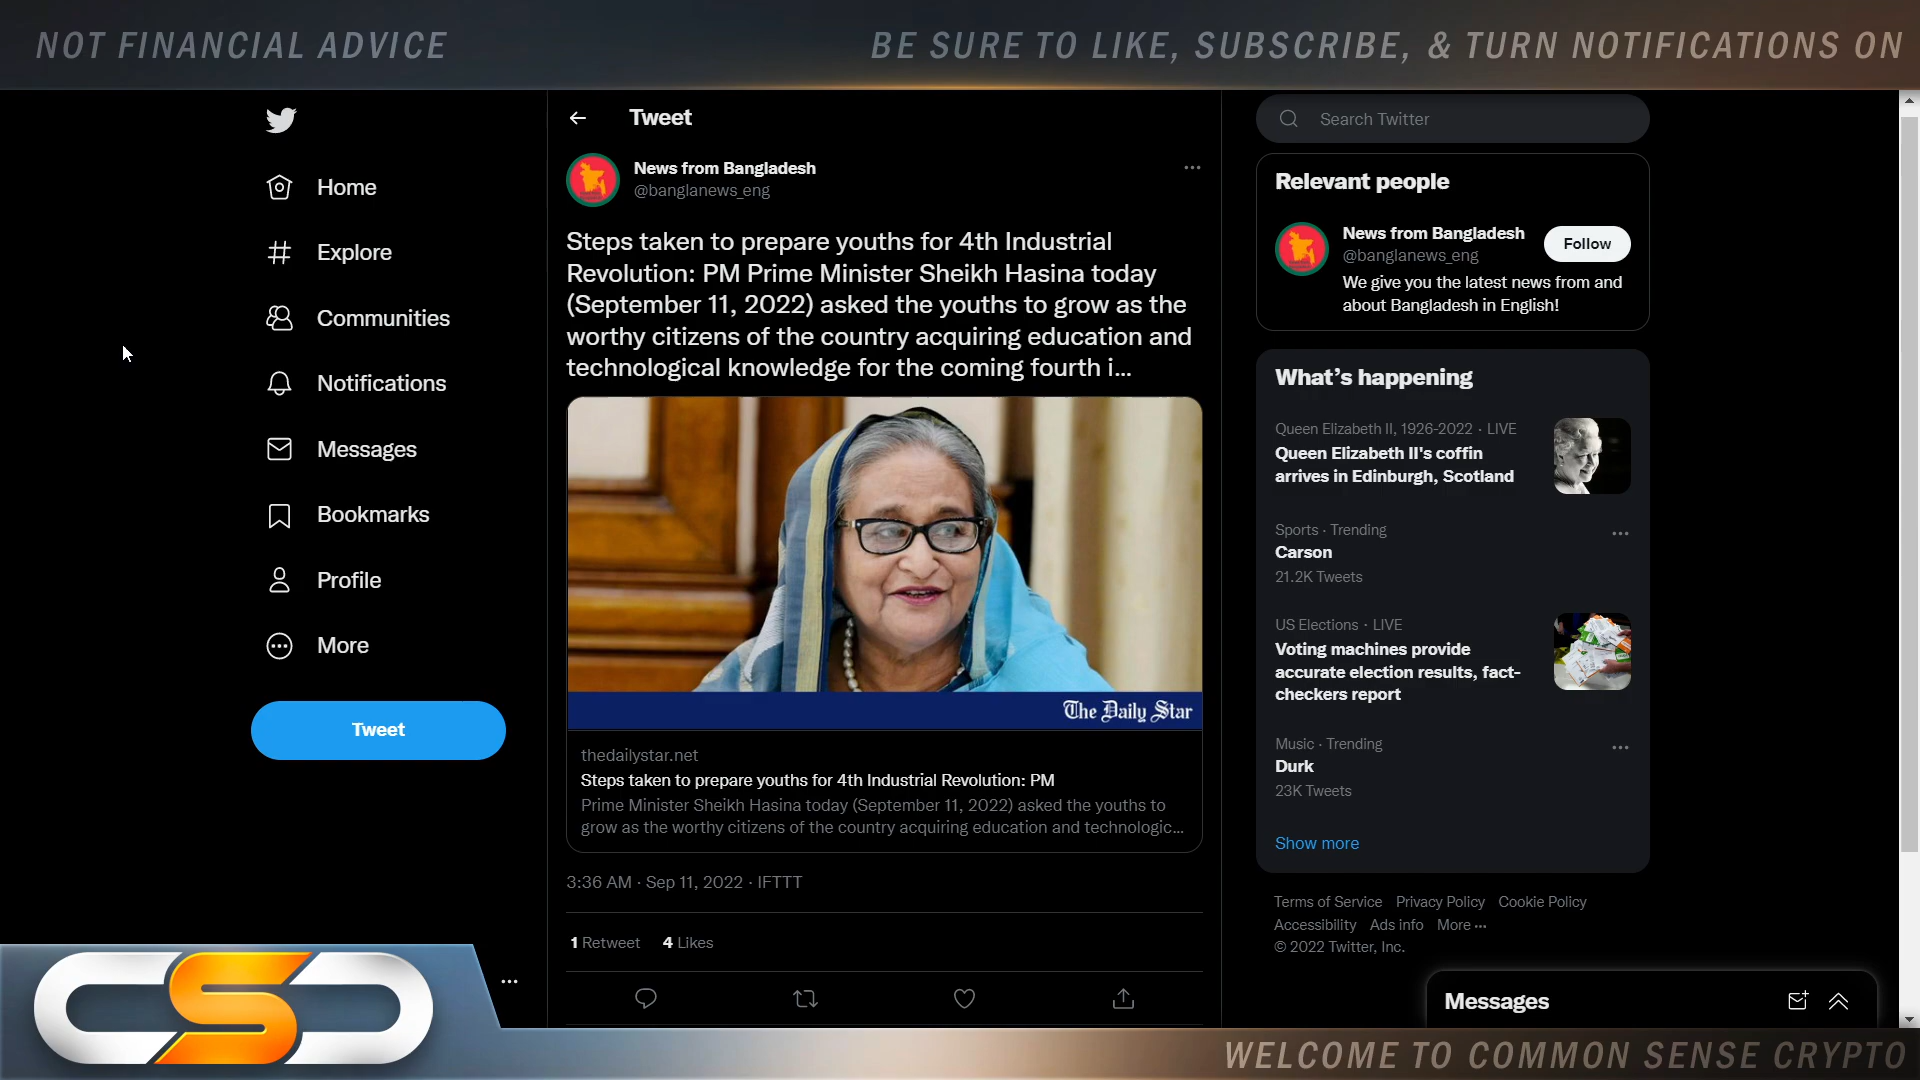 NOT FINANCIAL ADVICE
BE SURE TO LIKE, SUBSCRIBE, & TURN NOTIFICATIONS ON
Home
Explore
Communities
Notifications
Messages
Bookmarks
Profile
More
Tweet
Tweet
News from Bangladesh
@banglanews_eng
Steps taken to prepare youths for 4th Industrial
Revolution: PM Prime Minister Sheikh Hasina today
(September 11, 2022) asked the youths to grow as the
worthy citizens of the country acquiring education and
technological knowledge for the coming fourth i...
The Daily Star
thedailystar.net
Steps taken to prepare youths for 4th Industrial Revolution: PM
Prime Minister Sheikh Hasina today (September 11, 2022) asked the youths to
grow as the worthy citizens of the country acquiring education and technologic...
3:36 AM · Sep 11, 2022 · IFTTT
1 Retweet 4 Likes
Search Twitter
Relevant people
News from Bangladesh
@banglanews_eng
Follow
We give you the latest news from and
about Bangladesh in English!
What's happening
Queen Elizabeth II, 1926-2022 · LIVE
Queen Elizabeth II's coffin
arrives in Edinburgh, Scotland
Sports · Trending
Carson
21.2K Tweets
US Elections · LIVE
Voting machines provide
accurate election results, fact-
checkers report
Music · Trending
Durk
23K Tweets
Show more
Terms of Service Privacy Policy Cookie Policy
Accessibility Ads info More ···
© 2022 Twitter, Inc.
Messages
CSC
WELCOME TO COMMON SENSE CRYPTO